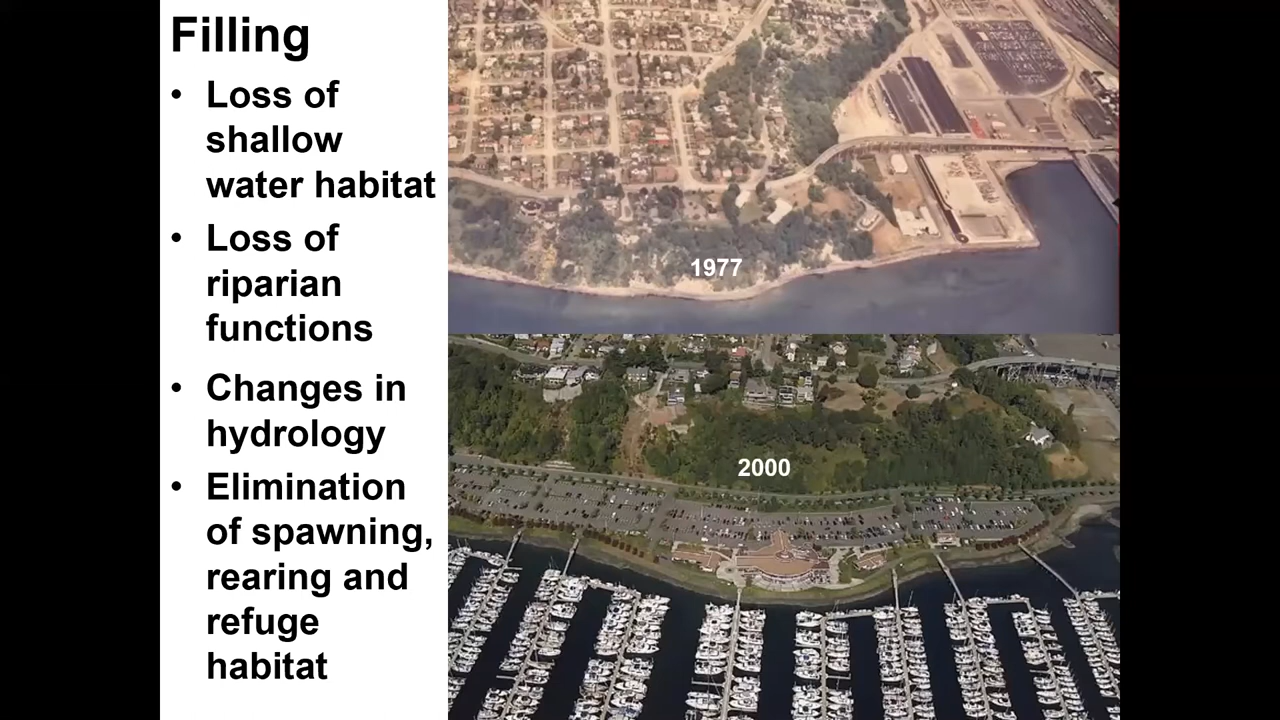 Filling
• Loss of
shallow
water habitat
• Loss of
riparian
functions
• Changes in
hydrology
• Elimination
of spawning,
rearing and
refuge
habitat
1977
2000